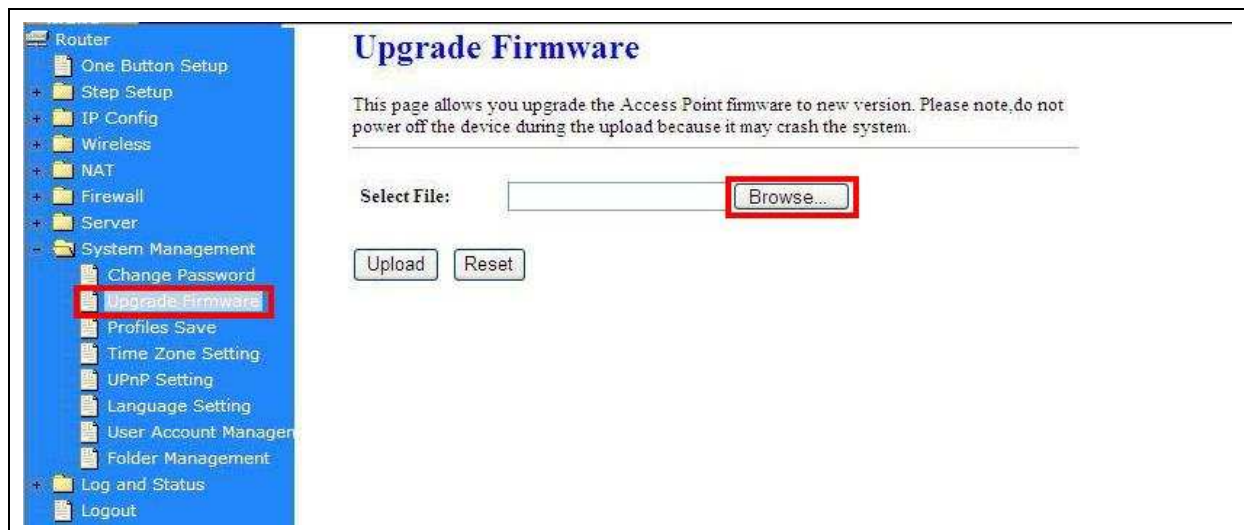 Router
One Button Setup
Step Setup
IP Config
Wireless
NAT
Firewall
Server
System Management
Change Password
Upgrade Firmware
Profiles Save
Time Zone Setting
UPnP Setting
Language Setting
User Account Managen
Folder Management
Log and Status
Logout
Upgrade Firmware
This page allows you upgrade the Access Point firmware to new version. Please note,do not
power off the device during the upload because it may crash the system.
Select File:
Browse...
Upload Reset